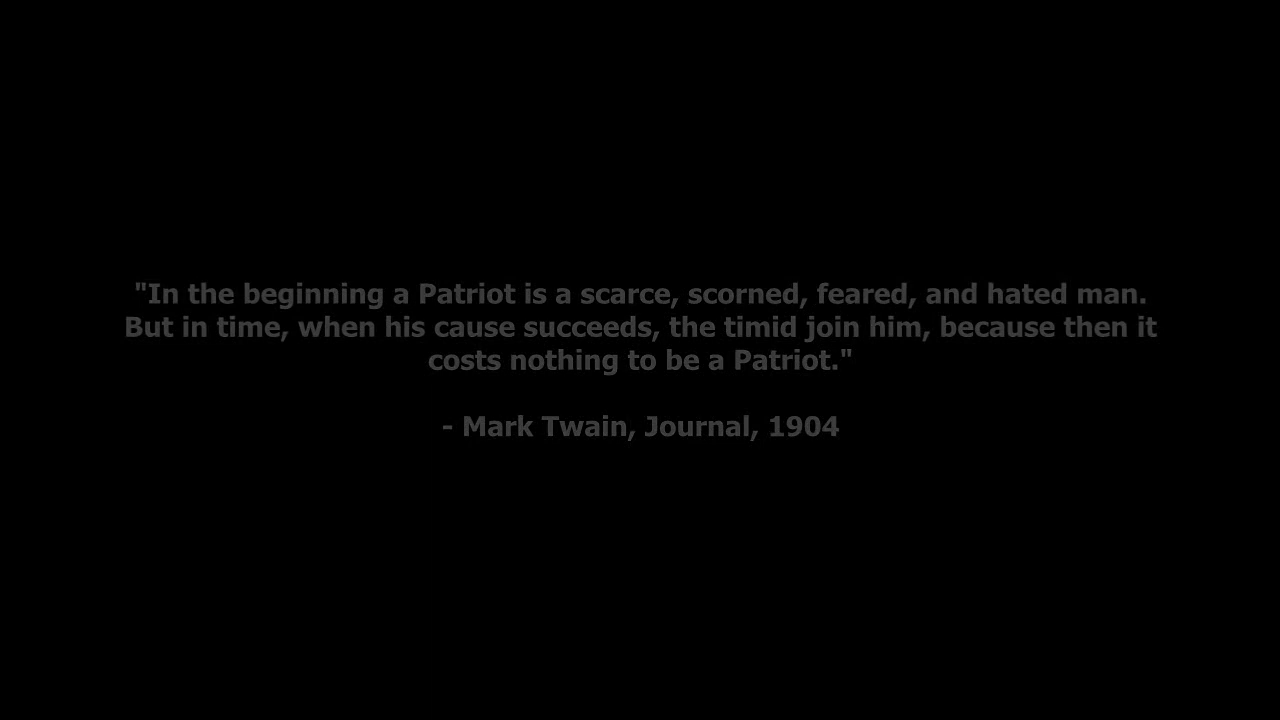 "In the beginning a Patriot is a scarce, scorned, feared, and hated man.
But in time, when his cause succeeds, the timid join him, because then it
costs nothing to be a Patriot."
- Mark Twain, Journal, 1904